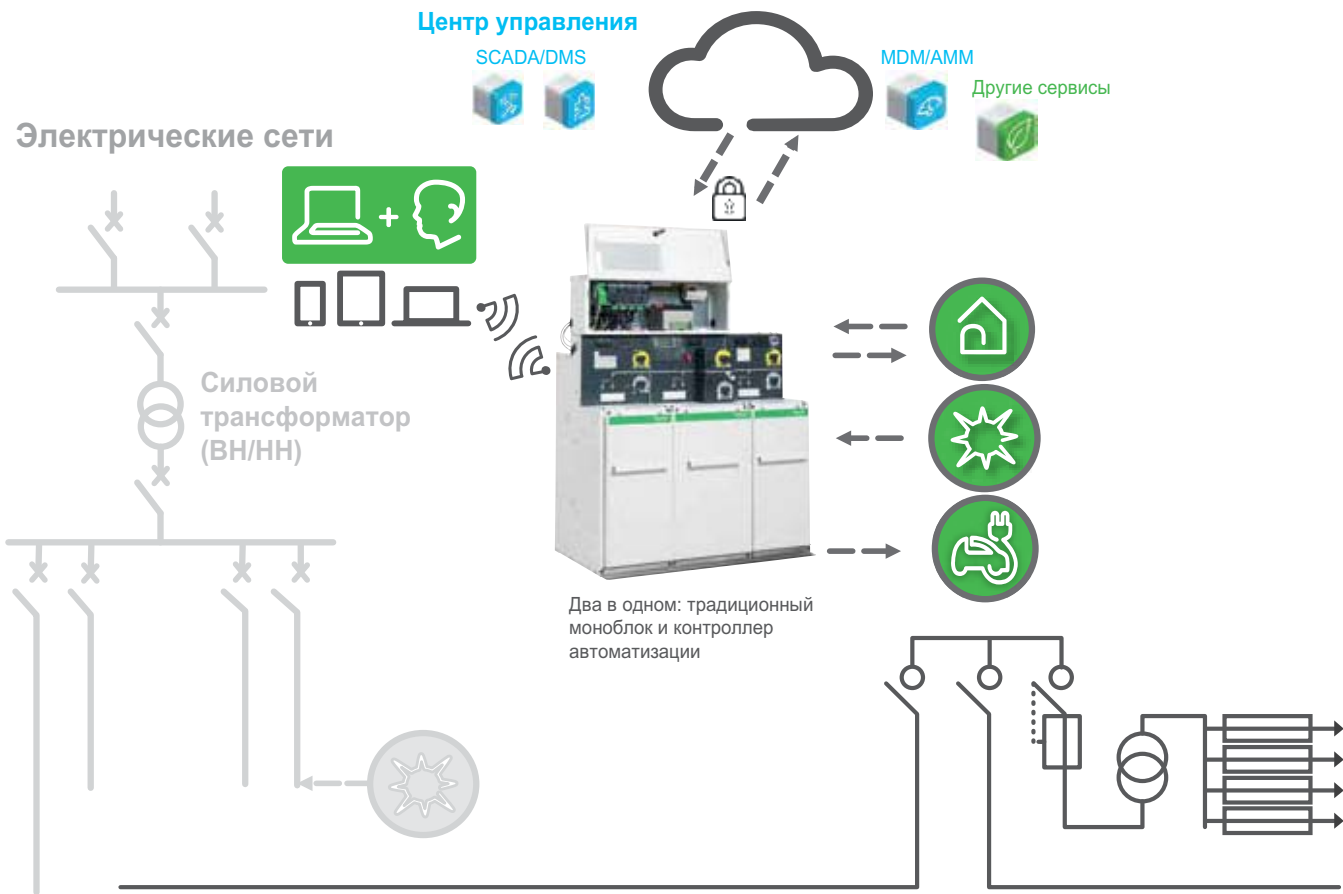 Центр управления
SCADA/DMS
MDM/AMM
Другие сервисы
Электрические сети
+
Силовой
трансформатор
(ВН/НН)
Два в одном: традиционный
моноблок и контроллер
автоматизации